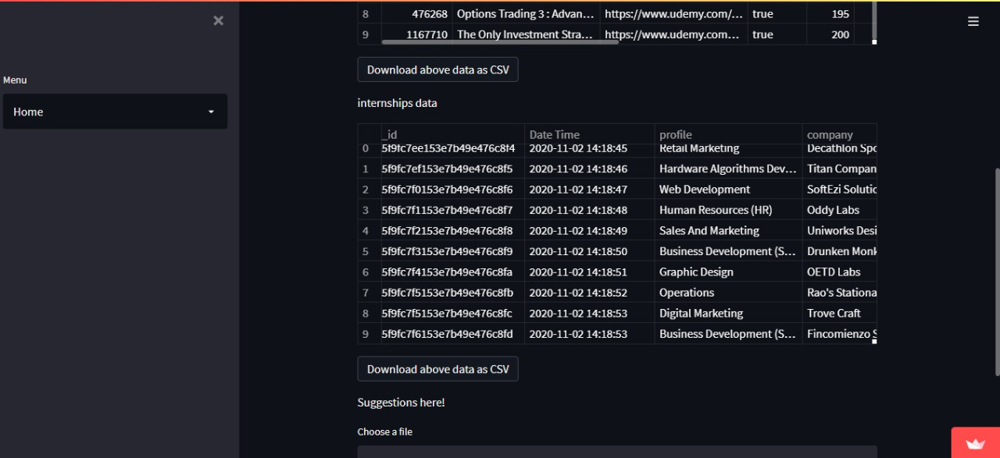 8 476268 Options Trading 3 : Advan... https://www.udemy.com/... true 195
9 1167710 The Only Investment Stra... https://www.udemy.com... true 200
Download above data as CSV
Menu
internships data
Home
_id Date Time profile company
0 5f9fc7ee153e7b49e476c8f4 2020-11-02 14:18:45 Retail Marketing Decathlon Spo
1 5f9fc7ef153e7b49e476c8f5 2020-11-02 14:18:46 Hardware Algorithms Dev... Titan Compan
2 5f9fc7f0153e7b49e476c8f6 2020-11-02 14:18:47 Web Development SoftEzi Solutic
3 5f9fc7f1153e7b49e476c8f7 2020-11-02 14:18:48 Human Resources (HR) Oddy Labs
4 5f9fc7f2153e7b49e476c8f8 2020-11-02 14:18:49 Sales And Marketing Uniworks Desi
5 5f9fc7f3153e7b49e476c8f9 2020-11-02 14:18:50 Business Development (S... Drunken Monk
6 5f9fc7f4153e7b49e476c8fa 2020-11-02 14:18:51 Graphic Design OETD Labs
7 5f9fc7f5153e7b49e476c8fb 2020-11-02 14:18:52 Operations Rao's Stationa
8 5f9fc7f5153e7b49e476c8fc 2020-11-02 14:18:53 Digital Marketing Trove Craft
9 5f9fc7f6153e7b49e476c8fd 2020-11-02 14:18:53 Business Development (S... Fincomienzo S
Download above data as CSV
Suggestions here!
Choose a file